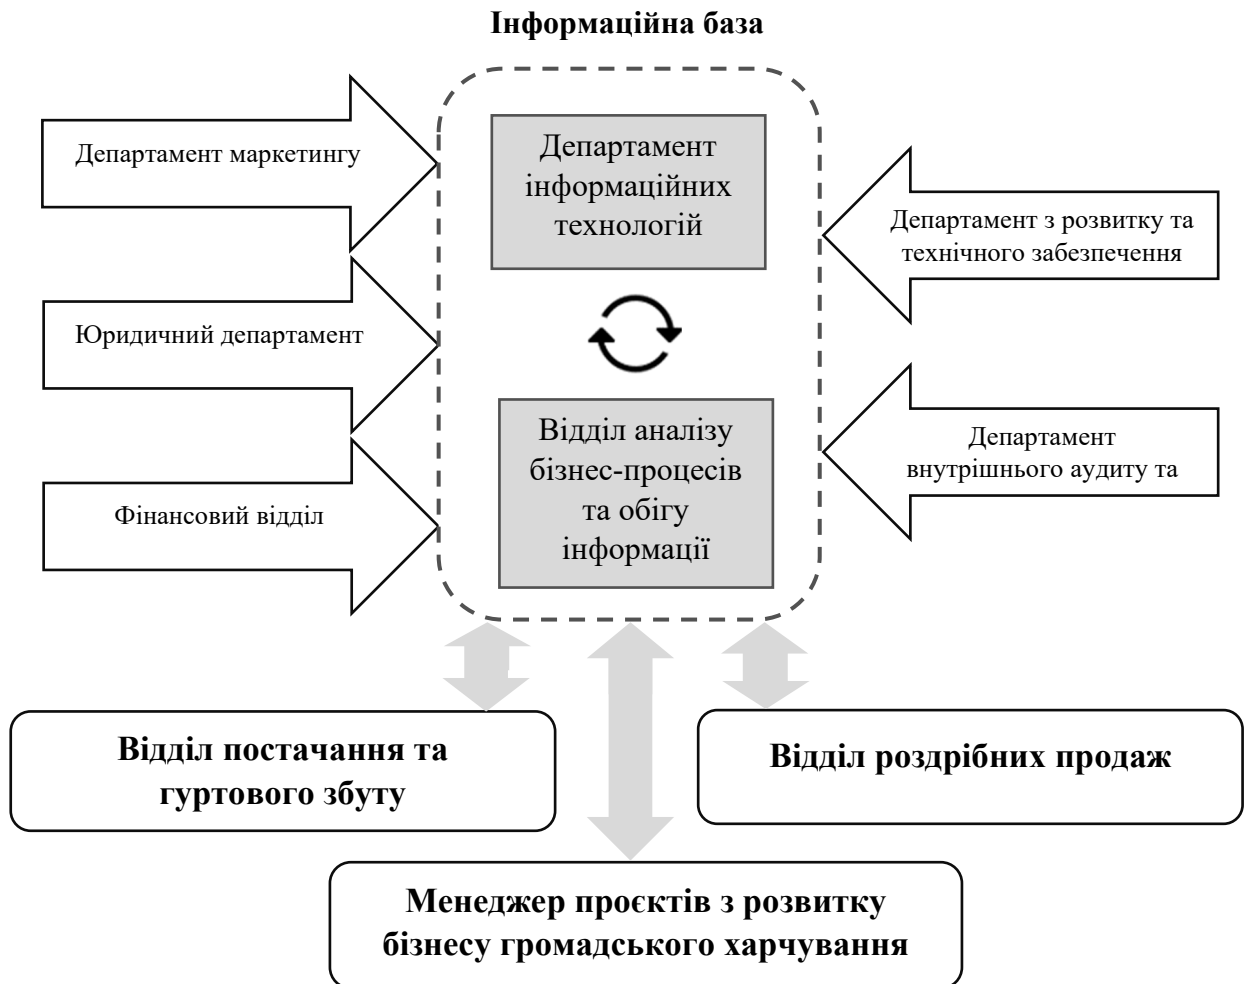 Інформаційна база
Департамент маркетингу
Юридичний департамент
Фінансовий відділ
Департамент
інформаційних
технологій
Відділ аналізу
бізнес-процесів
та обігу
інформації
Департамент з розвитку та
технічного забезпечення
Департамент
внутрішнього аудиту та
Відділ постачання та
гуртового збуту
Відділ роздрібних продаж
Менеджер проєктів з розвитку
бізнесу громадського харчування